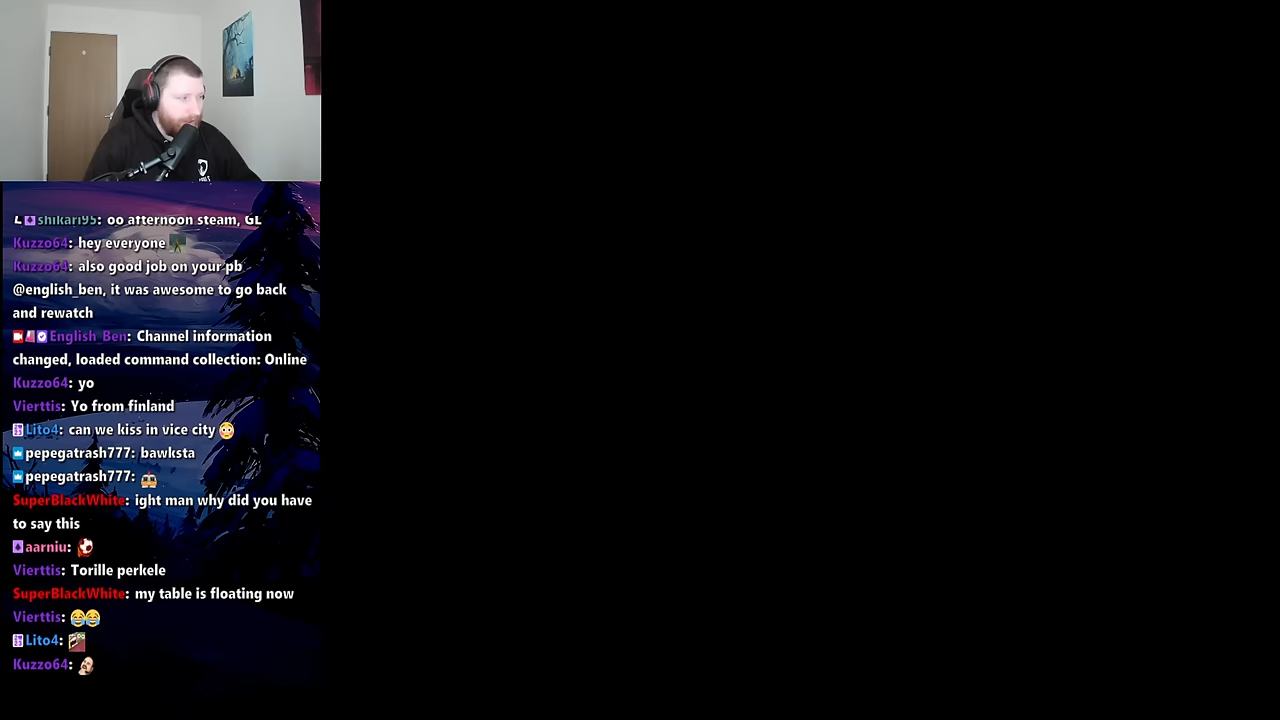 shikari95: oo afternoon steam, GL
Kuzzo64: hey everyone
Kuzzo64: also good job on your pb
@english_ben, it was awesome to go back
and rewatch
English_Ben: Channel information
changed, loaded command collection: Online
Kuzzo64: yo
Vierttis: Yo from finland
Lito4: can we kiss in vice city
pepegatrash777: bawksta
pepegatrash777:
SuperBlackWhite: ight man why did you have
to say this
aarniu:
Vierttis: Torille perkele
SuperBlackWhite: my table is floating now
Vierttis:
Lito4:
Kuzzo64: